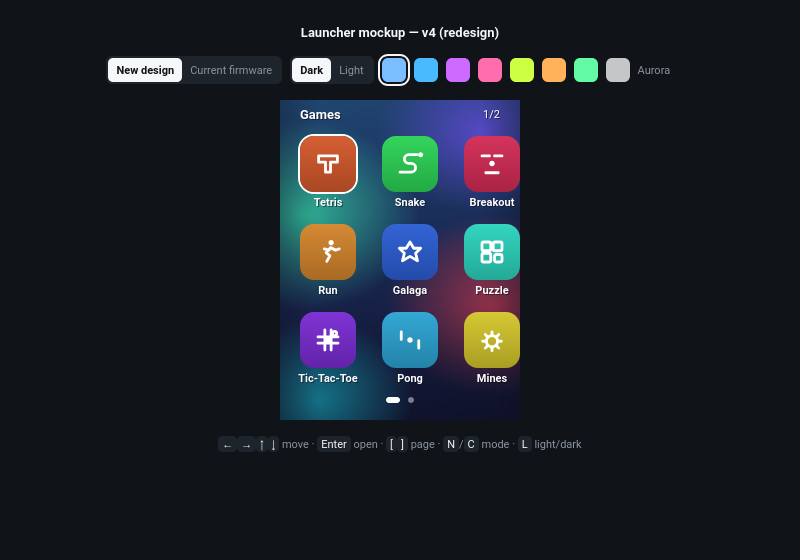 Launcher mockup — v4 (redesign)
New design Current firmware Dark Light Aurora
Games 1/2
Tetris Snake Breakout
Run Galaga Puzzle
Tic-Tac-Toe Pong Mines
← → ↑ ↓ move · Enter open · [ ] page · N / C mode · L light/dark